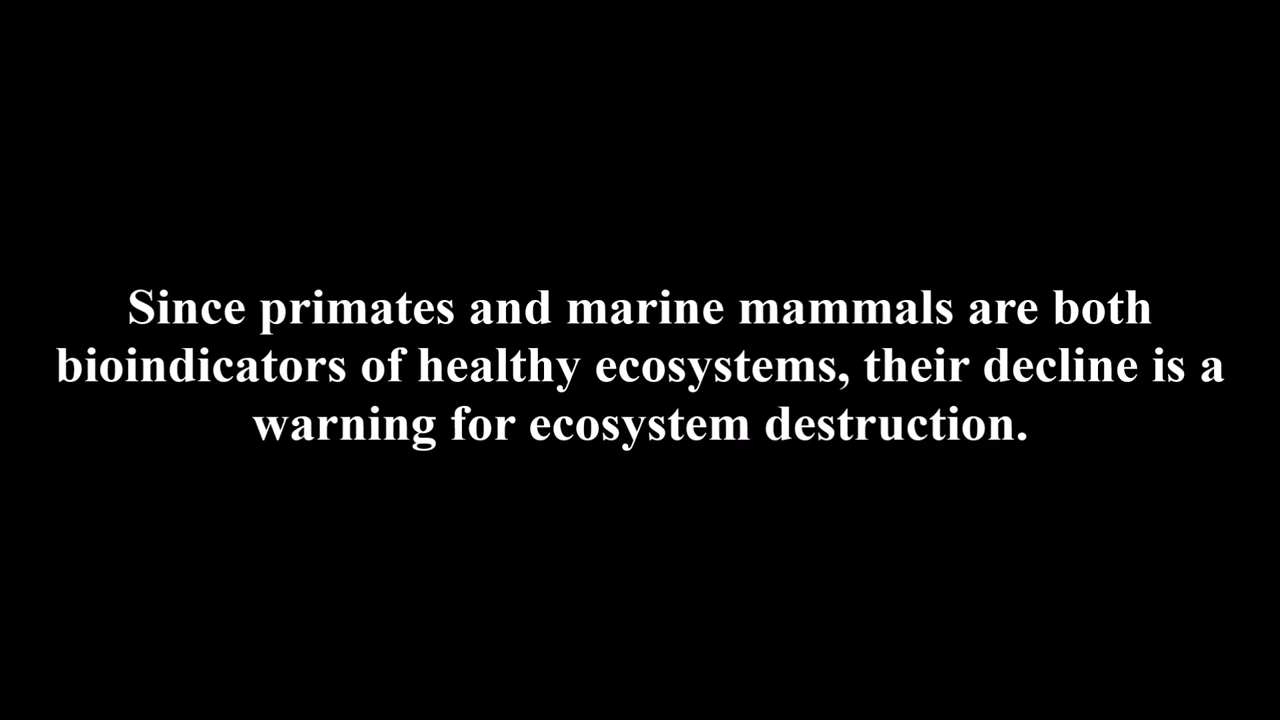 Since primates and marine mammals are both
bioindicators of healthy ecosystems, their decline is a
warning for ecosystem destruction.